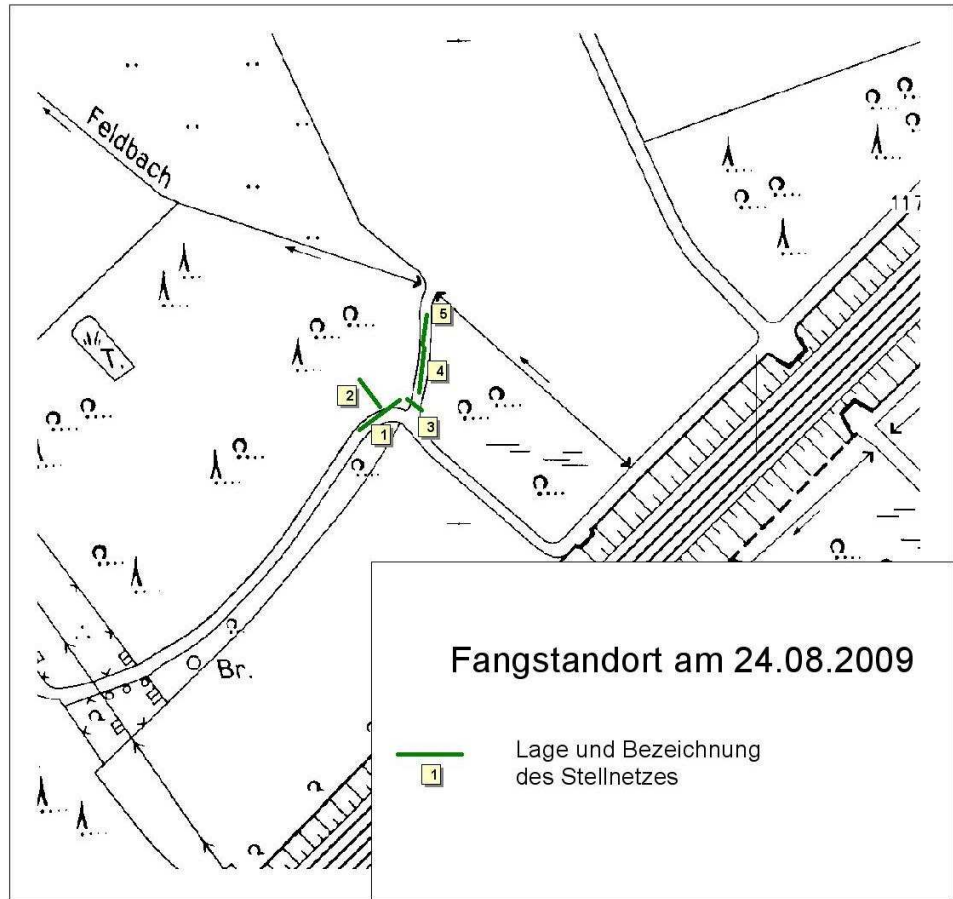 Feldbach
117
T.
5
4
2
3
1
Br.
Fangstandort am 24.08.2009
Lage und Bezeichnung
1
des Stellnetzes